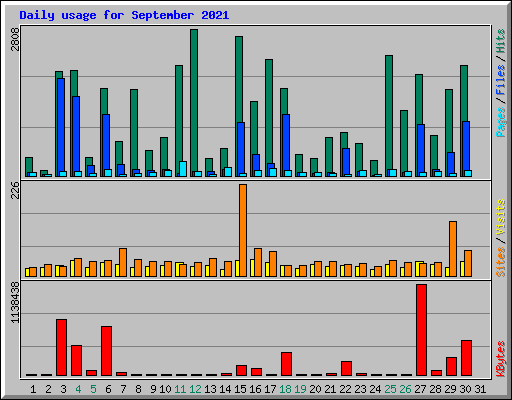 Daily usage for September 2021
2808
Pages / Files / Hits
226
Sites / Visits
1138438
KBytes
1 2 3 4 5 6 7 8 9 10 11 12 13 14 15 16 17 18 19 20 21 22 23 24 25 26 27 28 29 30 31